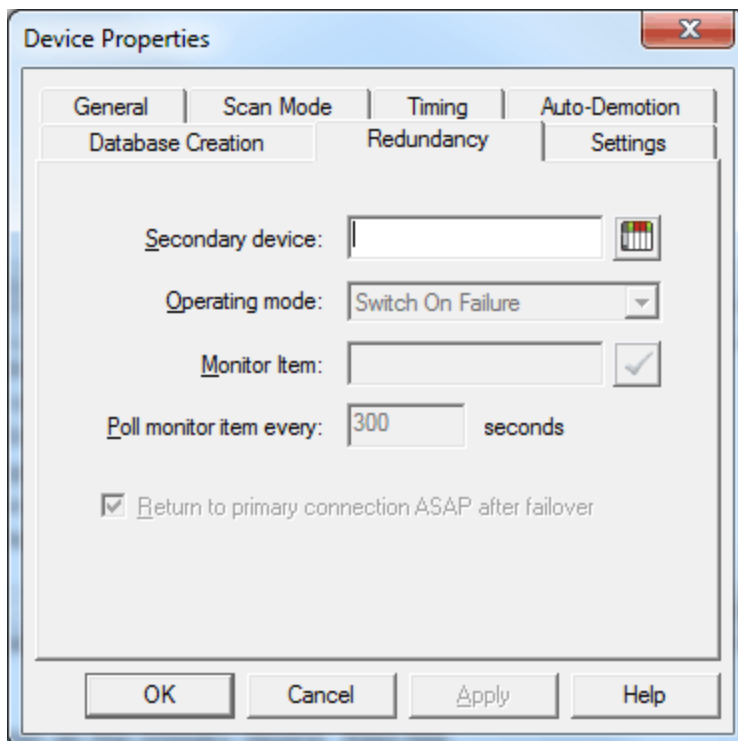 Device Properties
General Scan Mode Timing Auto-Demotion
Database Creation Redundancy Settings
Secondary device:
Operating mode: Switch On Failure
Monitor Item:
Poll monitor item every: 300 seconds
Return to primary connection ASAP after failover
OK Cancel Apply Help